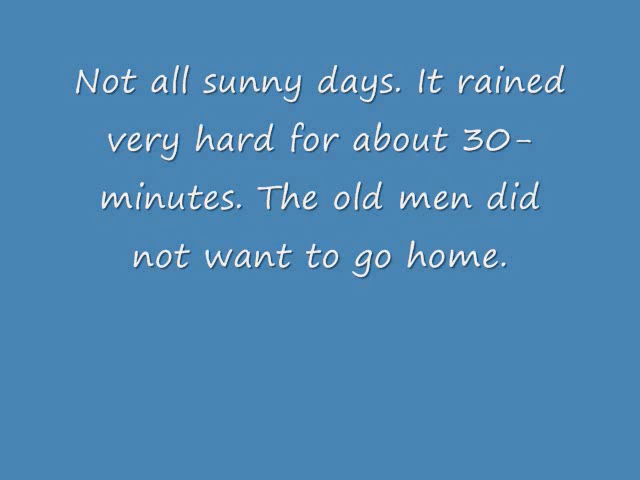 Not all sunny days. It rained
very hard for about 30-
minutes. The old men did
not want to go home.